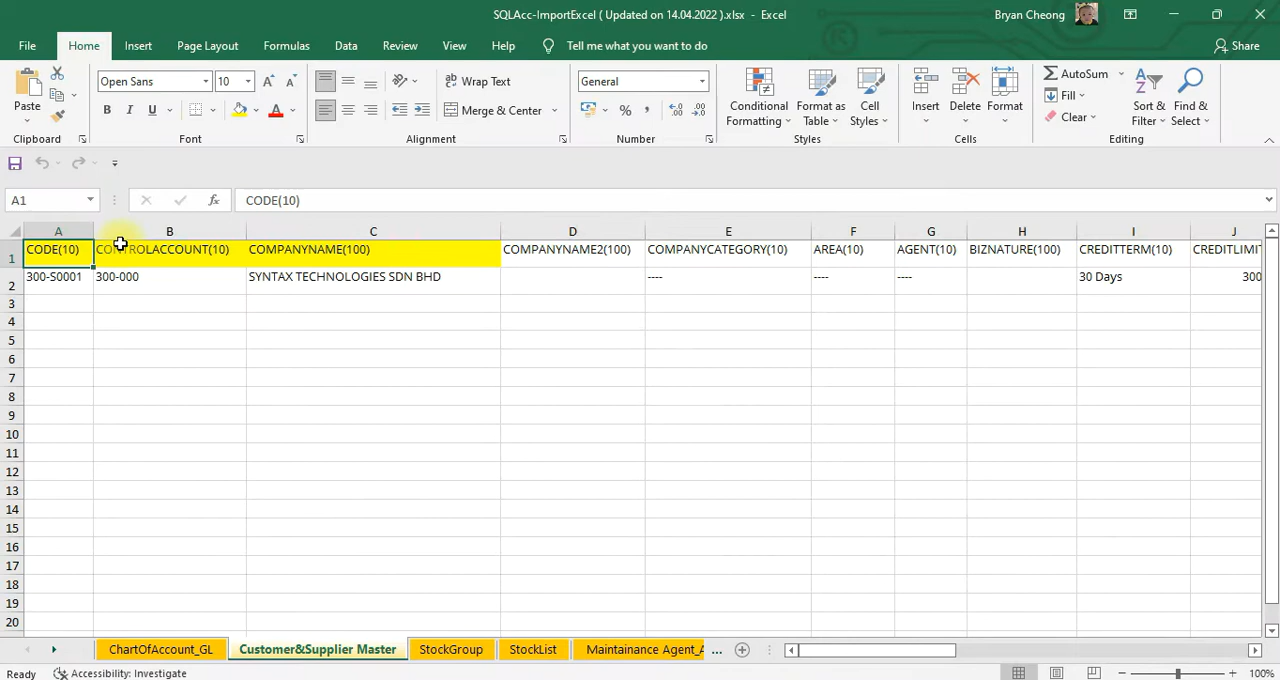 SQLAcc-ImportExcel ( Updated on 14.04.2022 ).xlsx - Excel
Bryan Cheong
File Home Insert Page Layout Formulas Data Review View Help Tell me what you want to do Share
Open Sans 10 Wrap Text General AutoSum
Paste Conditional Formatting Format as Table Cell Styles Insert Delete Format Fill Sort & Filter Find & Select
B I U Merge & Center Clear
Clipboard Font Alignment Number Styles Cells Editing
A1 fx CODE(10)
A B C D E F G H I J
1 CODE(10) CONTROLACCOUNT(10) COMPANYNAME(100) COMPANYNAME2(100) COMPANYCATEGORY(10) AREA(10) AGENT(10) BIZNATURE(100) CREDITTERM(10) CREDITLIMIT
2 300-S0001 300-000 SYNTAX TECHNOLOGIES SDN BHD ---- ---- ---- 30 Days 300
3
4
5
6
7
8
9
10
11
12
13
14
15
16
17
18
19
20
ChartOfAccount_GL Customer&Supplier Master StockGroup StockList Maintainance Agent_A ...
Ready Accessibility: Investigate 100%